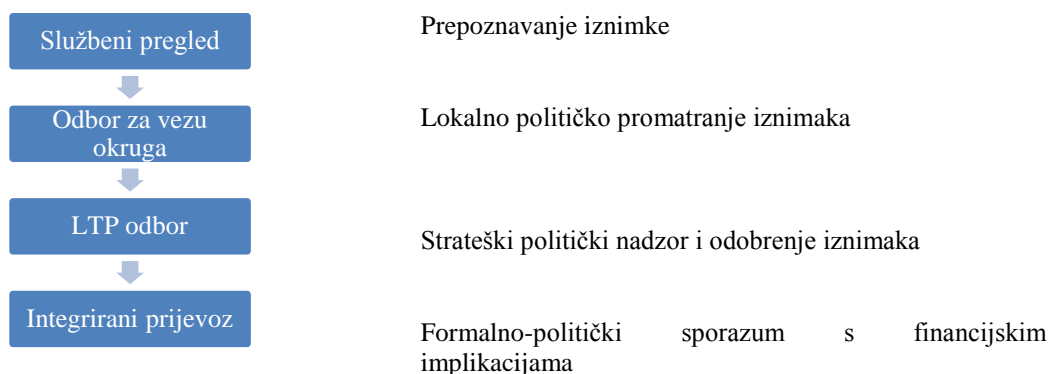 Službeni pregled
Prepoznavanje iznimke
Odbor za vezu
okruga
Lokalno političko promatranje iznimaka
LTP odbor
Strateški politički nadzor i odobrenje iznimaka
Integrirani prijevoz
Formalno-politički sporazum s financijskim
implikacijama